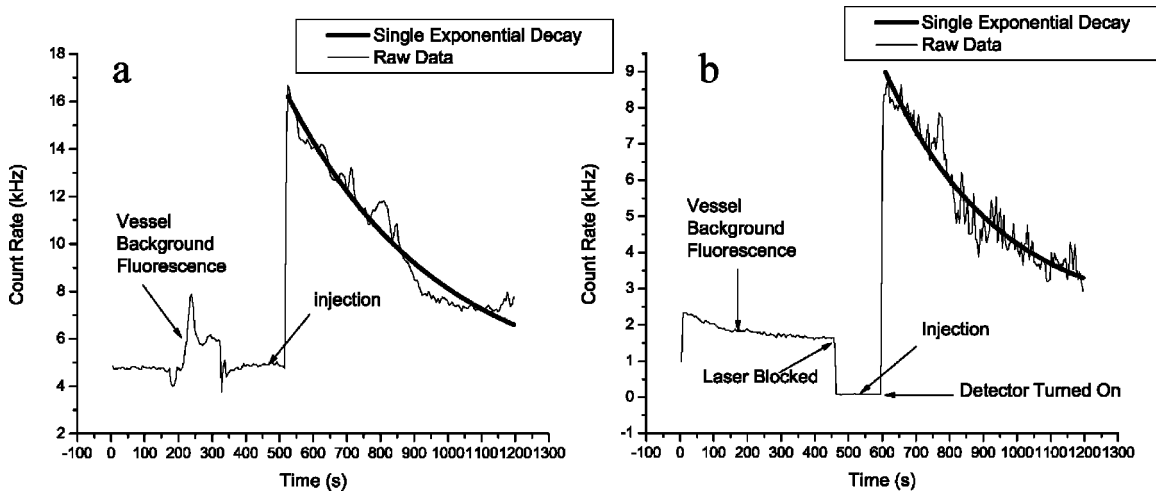 Single Exponential Decay
Raw Data
a
18
16
14
12
10
8
6
4
2
Count Rate (kHz)
Vessel
Background
Fluorescence
injection
-100 0 100 200 300 400 500 600 700 800 900 1000 1100 1200 1300
Time (s)
Single Exponential Decay
Raw Data
b
9
8
7
6
5
4
3
2
1
0
-1
Count Rate (kHz)
Vessel
Background
Fluorescence
Laser Blocked
Injection
Detector Turned On
-100 0 100 200 300 400 500 600 700 800 900 1000 1100 1200 1300
Time (s)